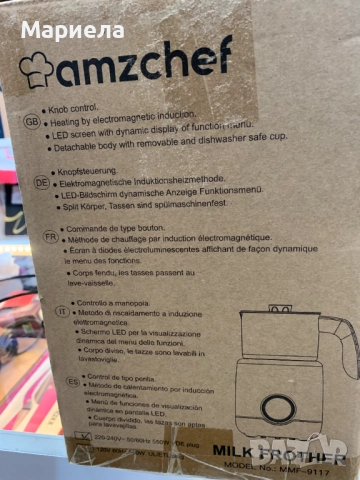 Мариела
amzchef
• Knob control.
GB • Heating by electromagnetic induction.
• LED screen with dynamic display of function menu.
• Detachable body with removable and dishwasher safe cup.
• Knopfsteuerung.
DE • Elektromagnetische Induktionsheizmethode.
• LED-Bildschirm dynamische Anzeige Funktionsmenü.
• Split Körper, Tassen sind spülmaschinenfest.
• Commande de type bouton.
FR • Méthode de chauffage par induction électromagnétique.
• Écran à diodes électroluminescentes affichant de façon dynamique
le menu des fonctions.
• Corps fendu, les tasses passent au
lave-vaisselle.
• Controllo a manopola.
IT • Metodo di riscaldamento a induzione
elettromagnetica.
• Schermo LED per la visualizzazione
dinamica del menu delle funzioni.
• Corpo diviso, le tazze sono lavabili in
lavastoviglie.
• Control de tipo perilla.
ES • Método de calentamiento por inducción
electromagnética.
• Menú de funciones de visualización
dinámica en pantalla LED.
• Cuerpo dividido, las tazas son aptas
para lavavajillas.
220-240V~ 50/60Hz 550W
MILK FROTHER
MODEL No.: MMF-9117